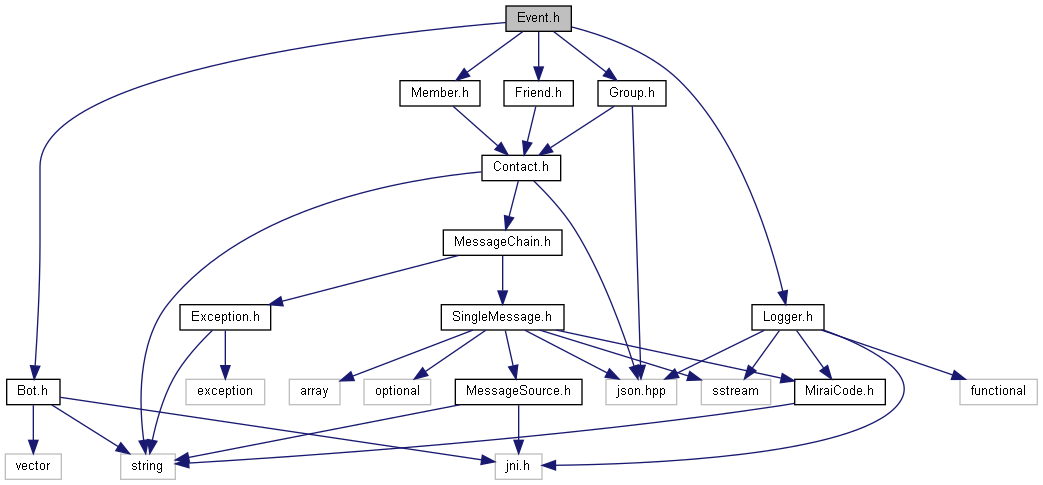 Event.h
Member.h
Friend.h
Group.h
Contact.h
MessageChain.h
Exception.h
SingleMessage.h
Logger.h
Bot.h
exception
array
optional
MessageSource.h
json.hpp
sstream
MiraiCode.h
functional
vector
string
jni.h